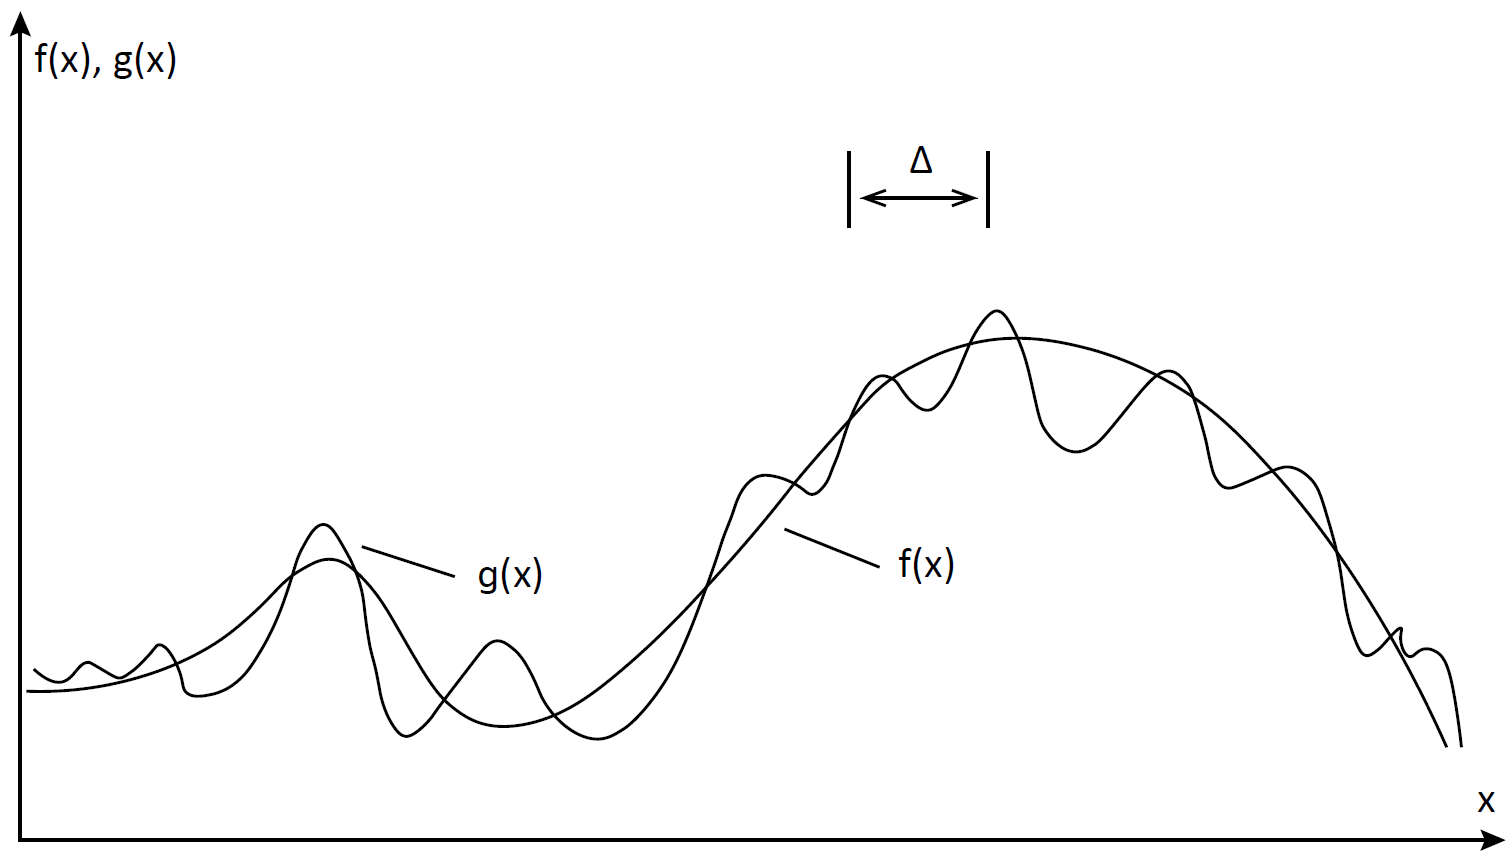 f(x), g(x)
Δ
g(x)
f(x)
x